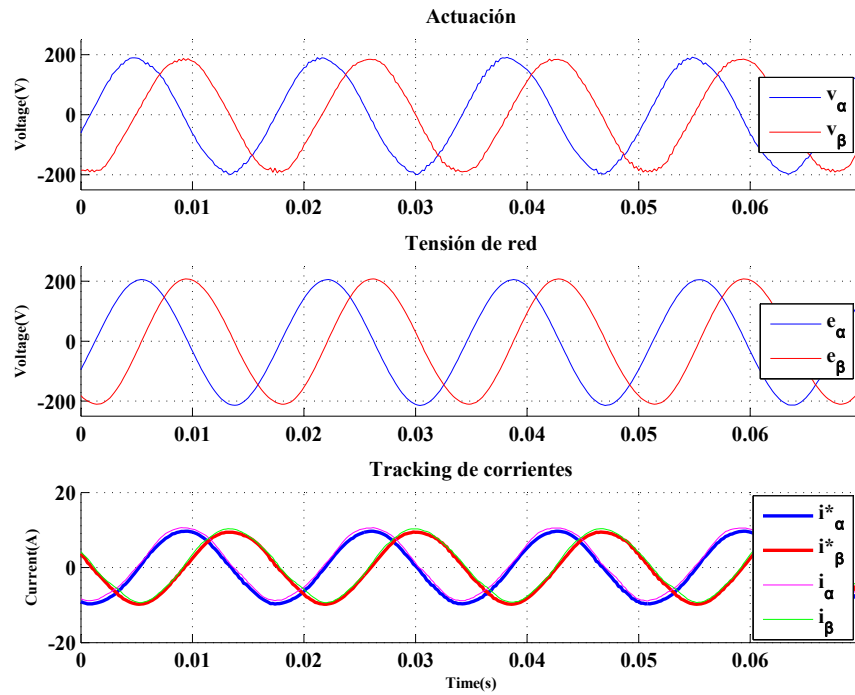 Actuación
Voltage(V)
200
0
-200
v_α
v_β
0 0.01 0.02 0.03 0.04 0.05 0.06
Tensión de red
Voltage(V)
200
0
-200
e_α
e_β
0 0.01 0.02 0.03 0.04 0.05 0.06
Tracking de corrientes
Current(A)
20
0
-20
i*_α
i*_β
i_α
i_β
0 0.01 0.02 0.03 0.04 0.05 0.06
Time(s)